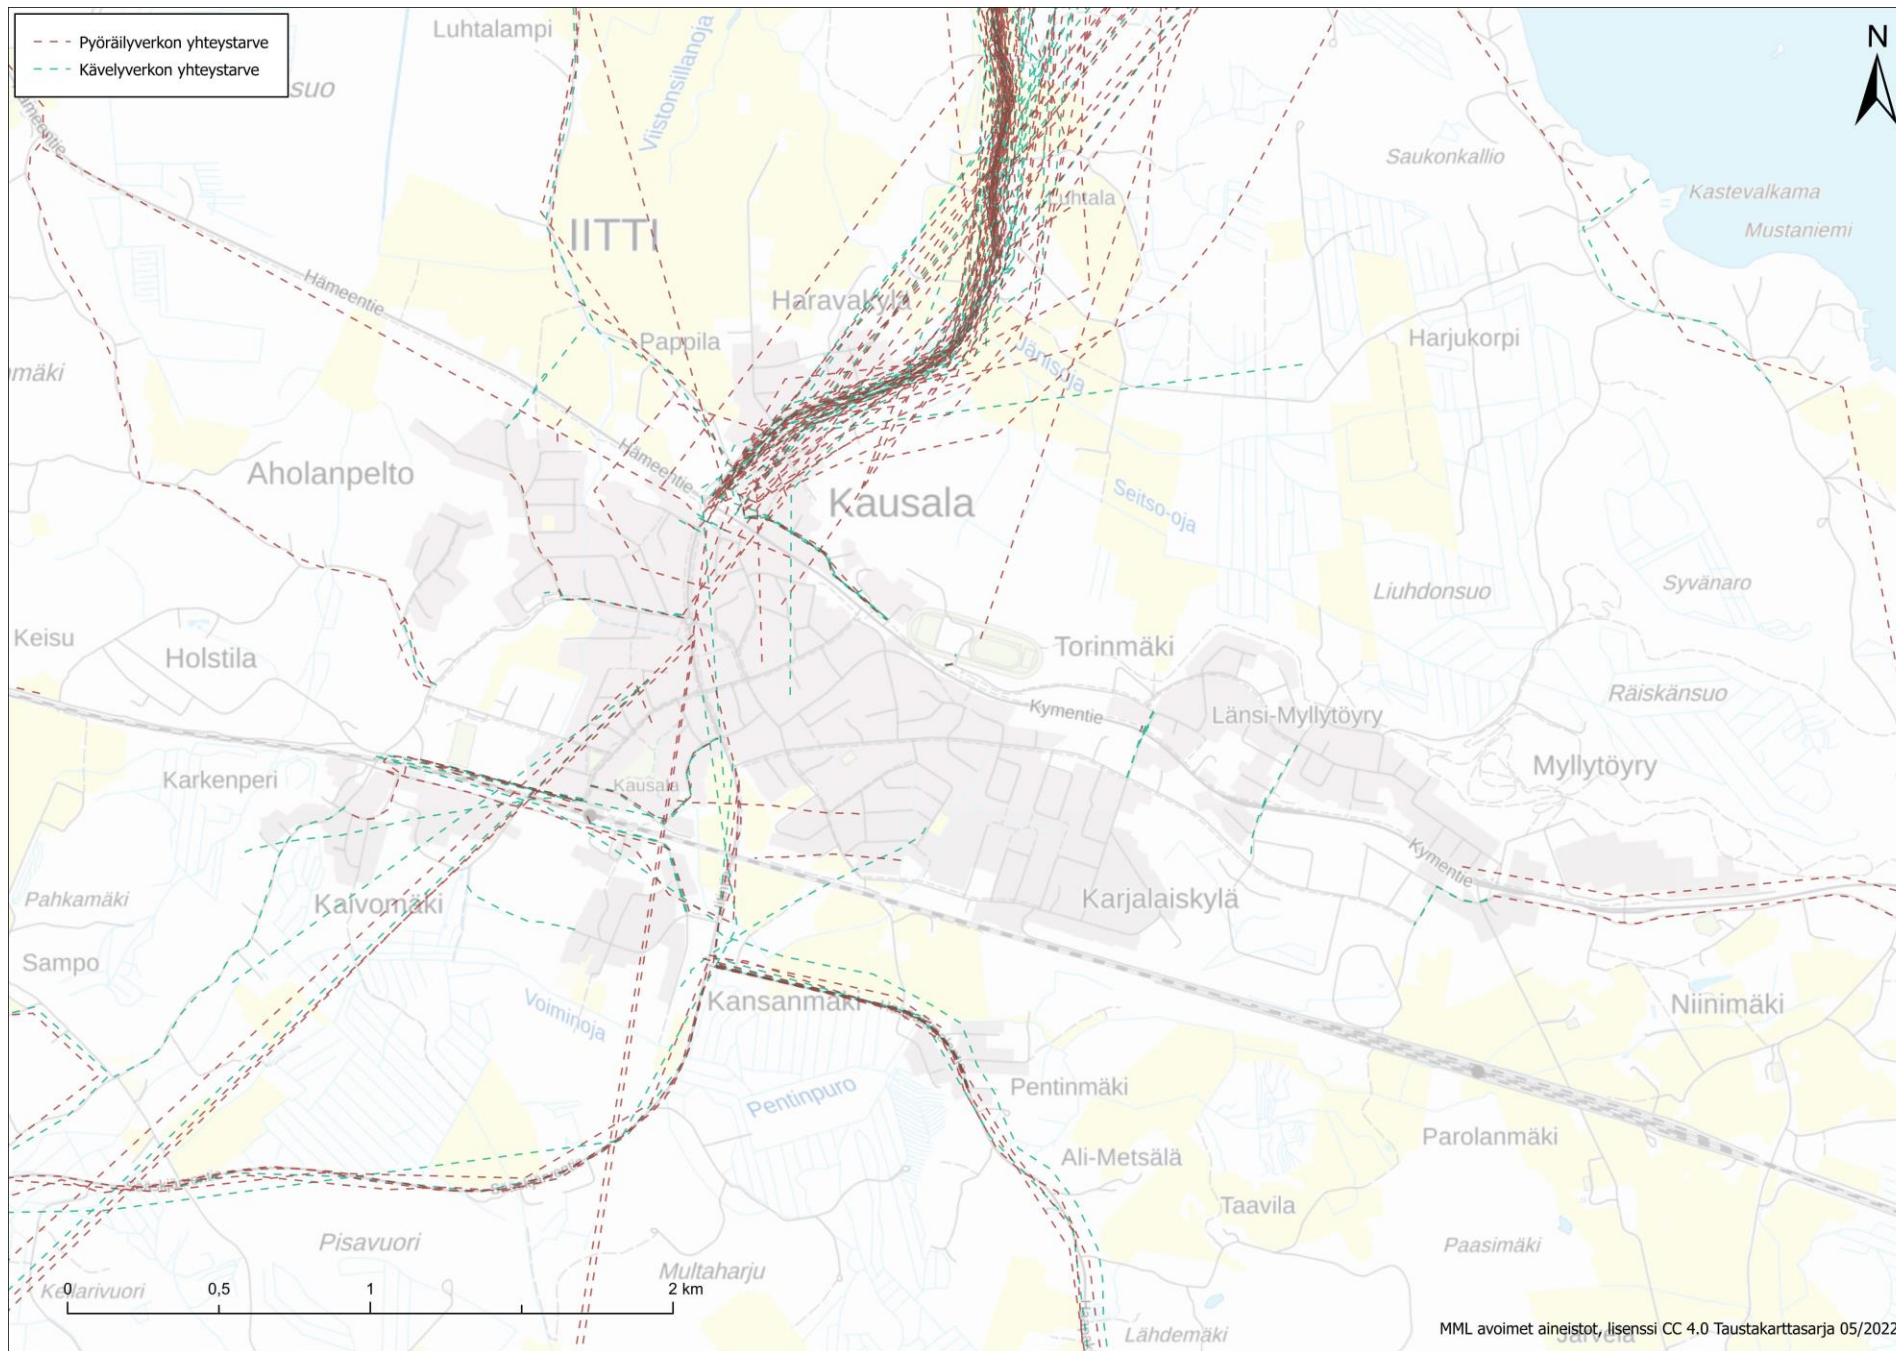 Pyöräilyverkon yhteystarve
Kävelyverkon yhteystarve
N
Luhtalampi
Viistonsillanoja
suo
Hämeentie
Saukonkallio
Kastevalkama
Mustaniemi
Luhtala
IITTI
Hämeentie
Haravakylä
Pappila
Jänisoja
Harjukorpi
mäki
Aholanpelto
Hämeentie
Kausala
Seitso-oja
Liuhdonsuo
Syvänaro
Keisu
Holstila
Torinmäki
Räiskänsuo
Kymentie
Länsi-Myllytöyry
Myllytöyry
Karkenperi
Kausala
Kymentie
Pahkamäki
Kaivomäki
Karjalaiskylä
Sampo
Voiminoja
Kansanmäki
Niinimäki
Pentinpuro
Pentinmäki
Parolanmäki
Ali-Metsälä
Taavila
Pisavuori
Paasimäki
Multaharju
Kellarivuori
0
0,5
1
2 km
Lähdemäki
MML avoimet aineistot, lisenssi CC 4.0 Taustakarttasarja 05/2022
Järvelä